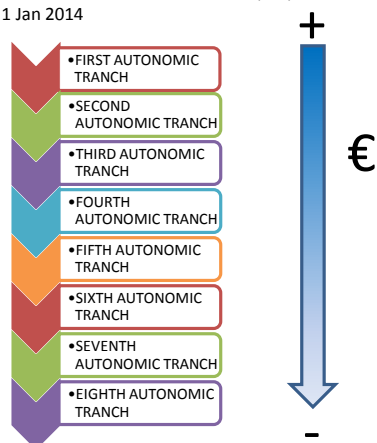 1 Jan 2014
+
•FIRST AUTONOMIC
TRANCH
•SECOND
AUTONOMIC TRANCH
•THIRD AUTONOMIC
TRANCH
€
•FOURTH
AUTONOMIC TRANCH
•FIFTH AUTONOMIC
TRANCH
•SIXTH AUTONOMIC
TRANCH
•SEVENTH
AUTONOMIC TRANCH
•EIGHTH AUTONOMIC
TRANCH
-